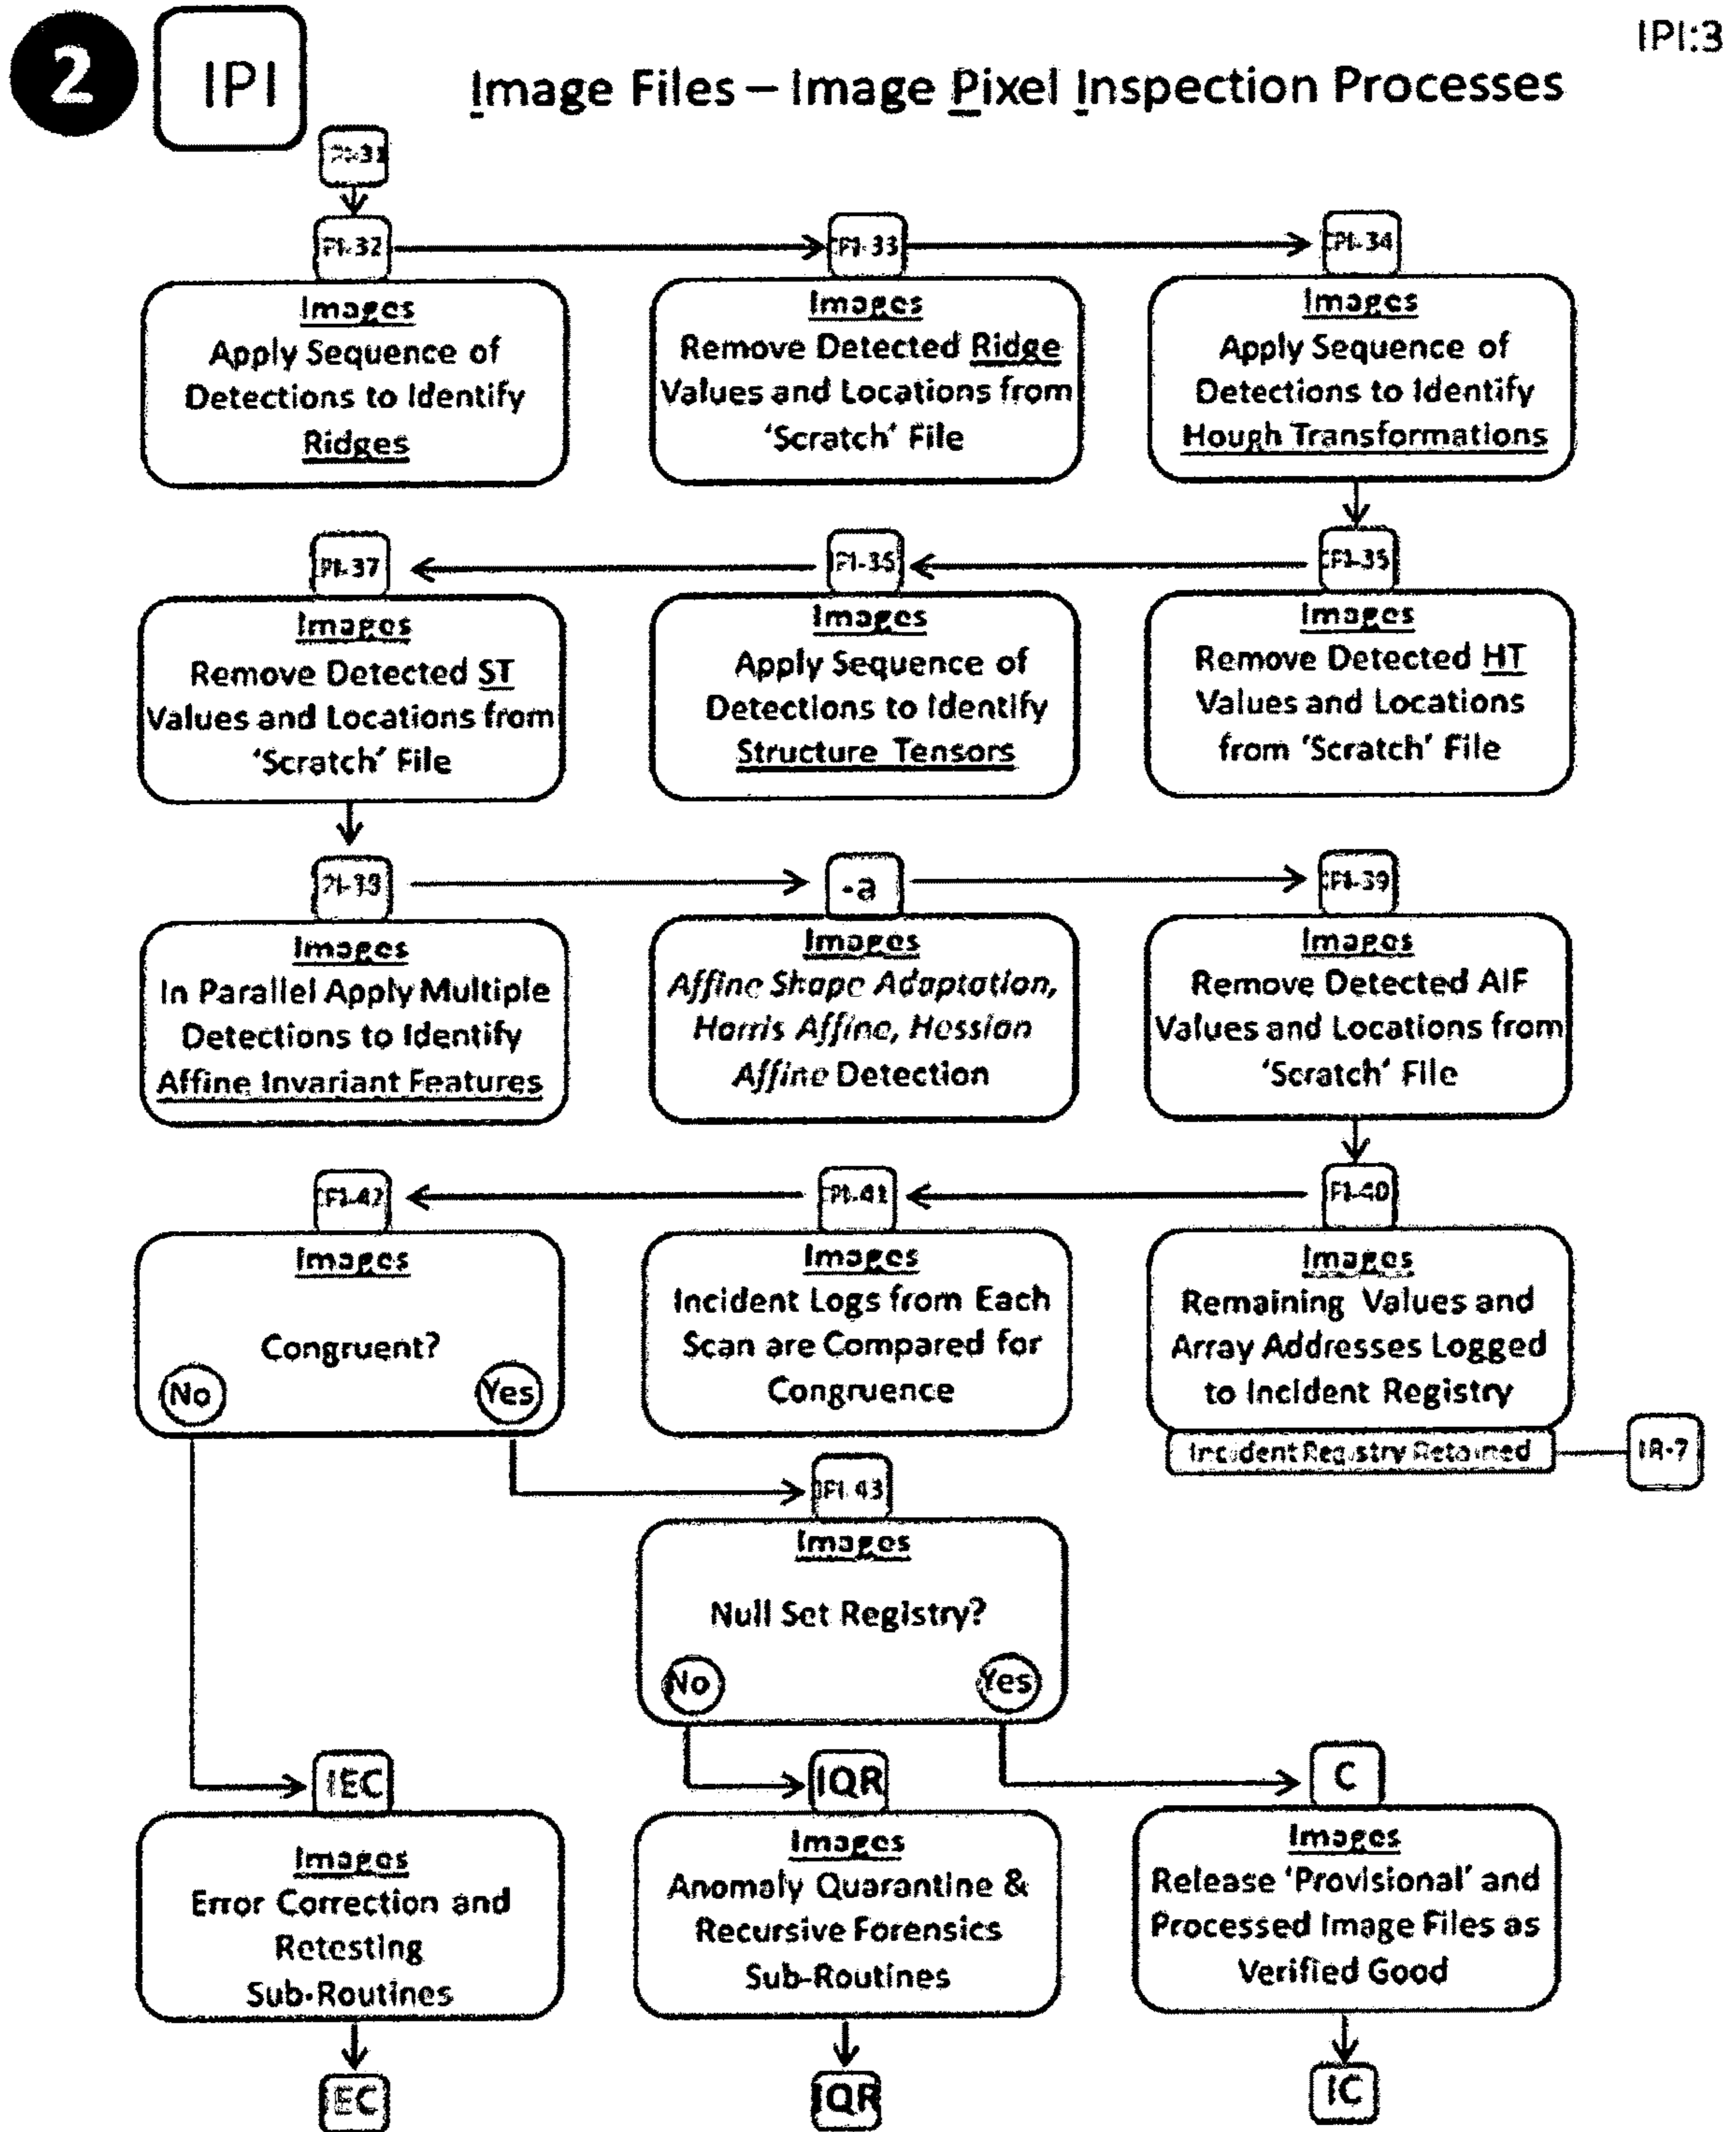 2
IPI
IPI:3
Image Files – Image Pixel Inspection Processes
PI-32
PI-33
PI-34
Images
Apply Sequence of
Detections to Identify
Ridges
Images
Remove Detected Ridge
Values and Locations from
'Scratch' File
Images
Apply Sequence of
Detections to Identify
Hough Transformations
PI-37
PI-35
Images
Remove Detected ST
Values and Locations from
'Scratch' File
Images
Apply Sequence of
Detections to Identify
Structure Tensors
Images
Remove Detected HT
Values and Locations
from 'Scratch' File
-a
PI-39
Images
In Parallel Apply Multiple
Detections to Identify
Affine Invariant Features
Images
Affine Shape Adaptation,
Harris Affine, Hessian
Affine Detection
Images
Remove Detected AIF
Values and Locations from
'Scratch' File
PI-42
PI-41
PI-40
Images
Congruent?
No
Yes
Images
Incident Logs from Each
Scan are Compared for
Congruence
Images
Remaining Values and
Array Addresses Logged
to Incident Registry
Incident Registry Retained
IR-7
PI-43
Images
Null Set Registry?
No
Yes
IEC
IQR
C
Images
Error Correction and
Retesting
Sub-Routines
Images
Anomaly Quarantine &
Recursive Forensics
Sub-Routines
Images
Release 'Provisional' and
Processed Image Files as
Verified Good
IEC
IQR
IC